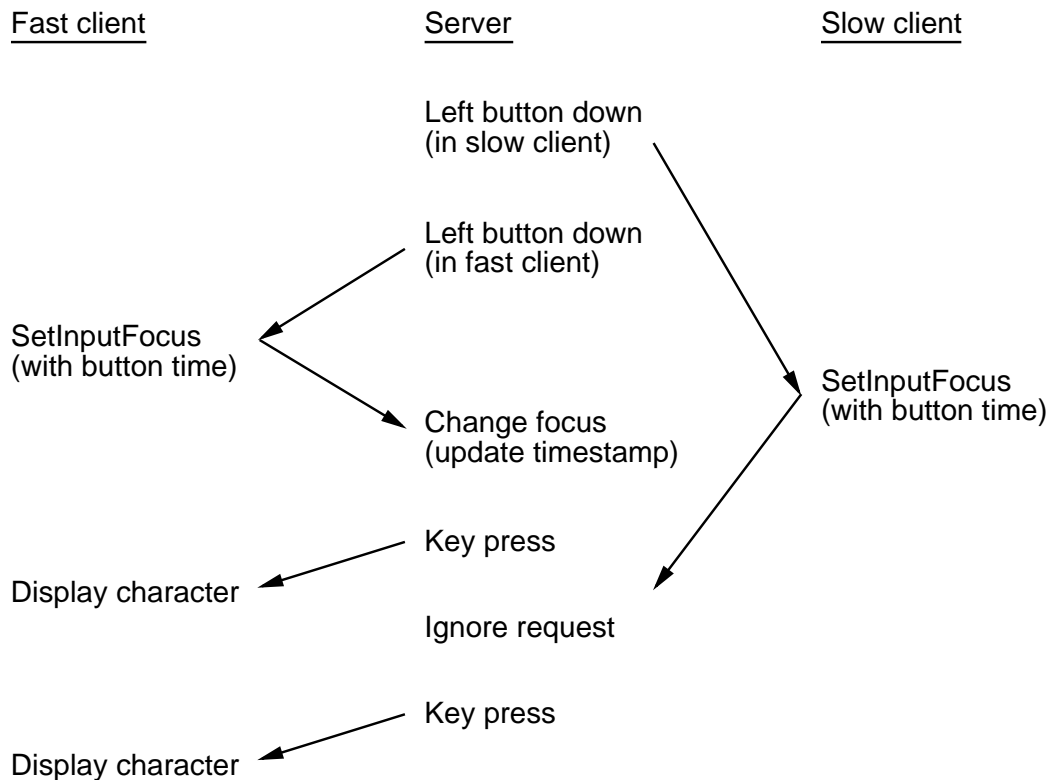 Fast client
Server
Slow client
Left button down
(in slow client)
Left button down
(in fast client)
SetInputFocus
(with button time)
SetInputFocus
(with button time)
Change focus
(update timestamp)
Key press
Display character
Ignore request
Key press
Display character